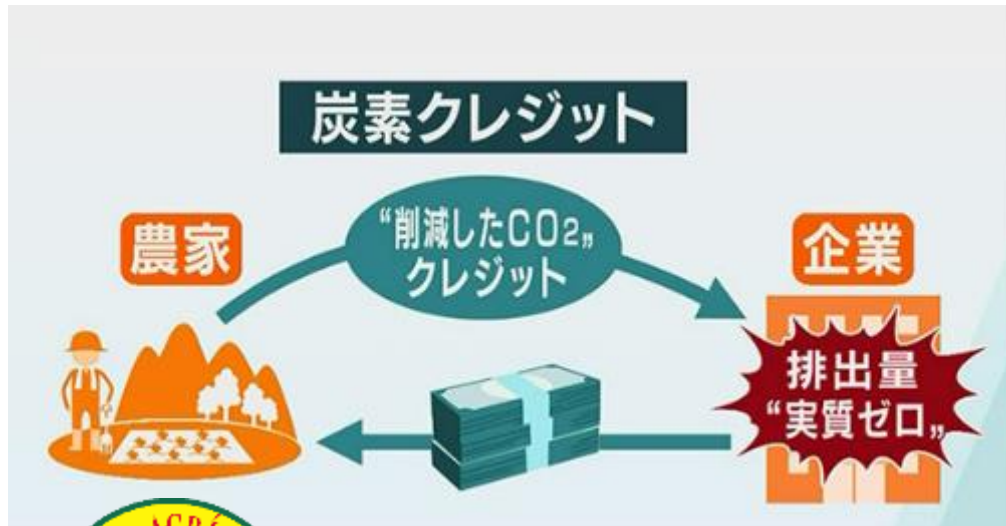 炭素クレジット
農家
“削減したCO2„
クレジット
企業
排出量
“実質ゼロ„